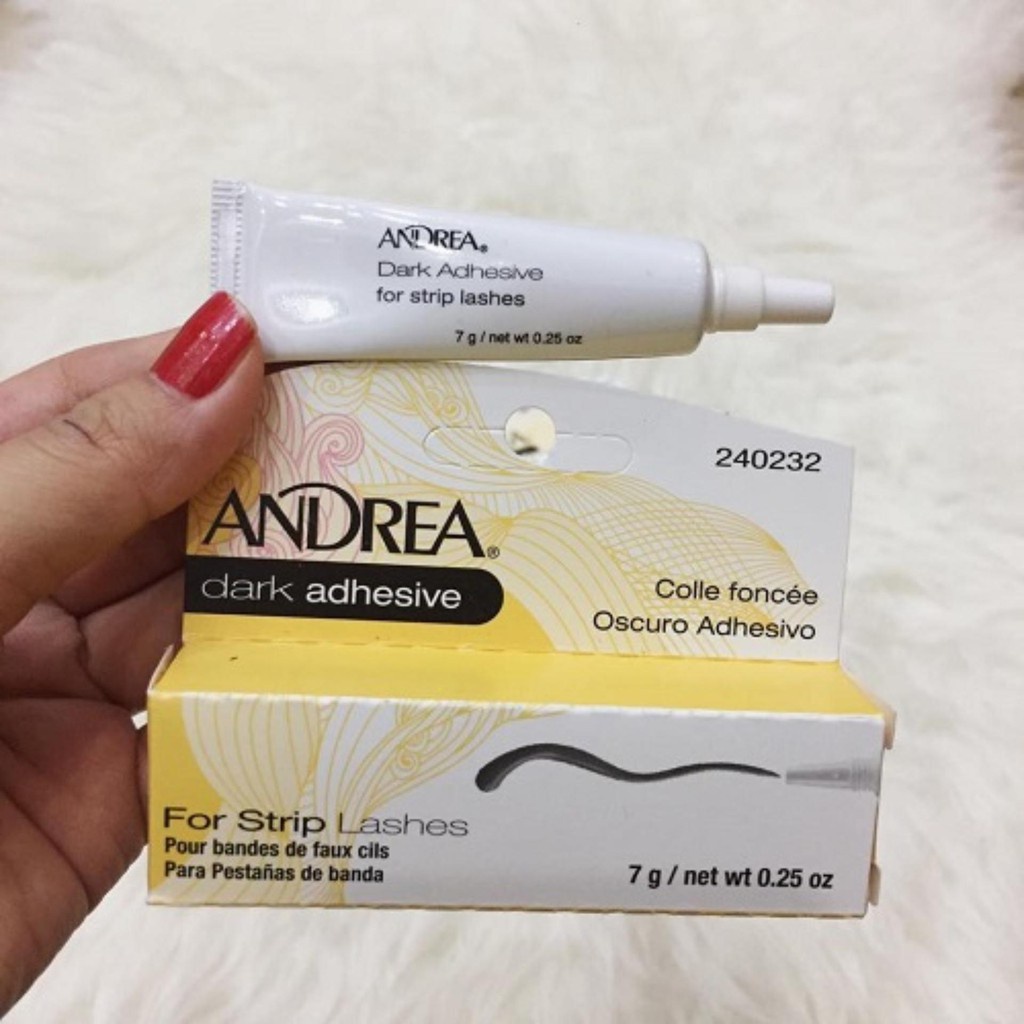 ANDREA®
Dark Adhesive
for strip lashes
7 g / net wt 0.25 oz
240232
ANDREA®
dark adhesive
Colle foncée
Oscuro Adhesivo
For Strip Lashes
Pour bandes de faux cils
Para Pestañas de banda
7 g / net wt 0.25 oz